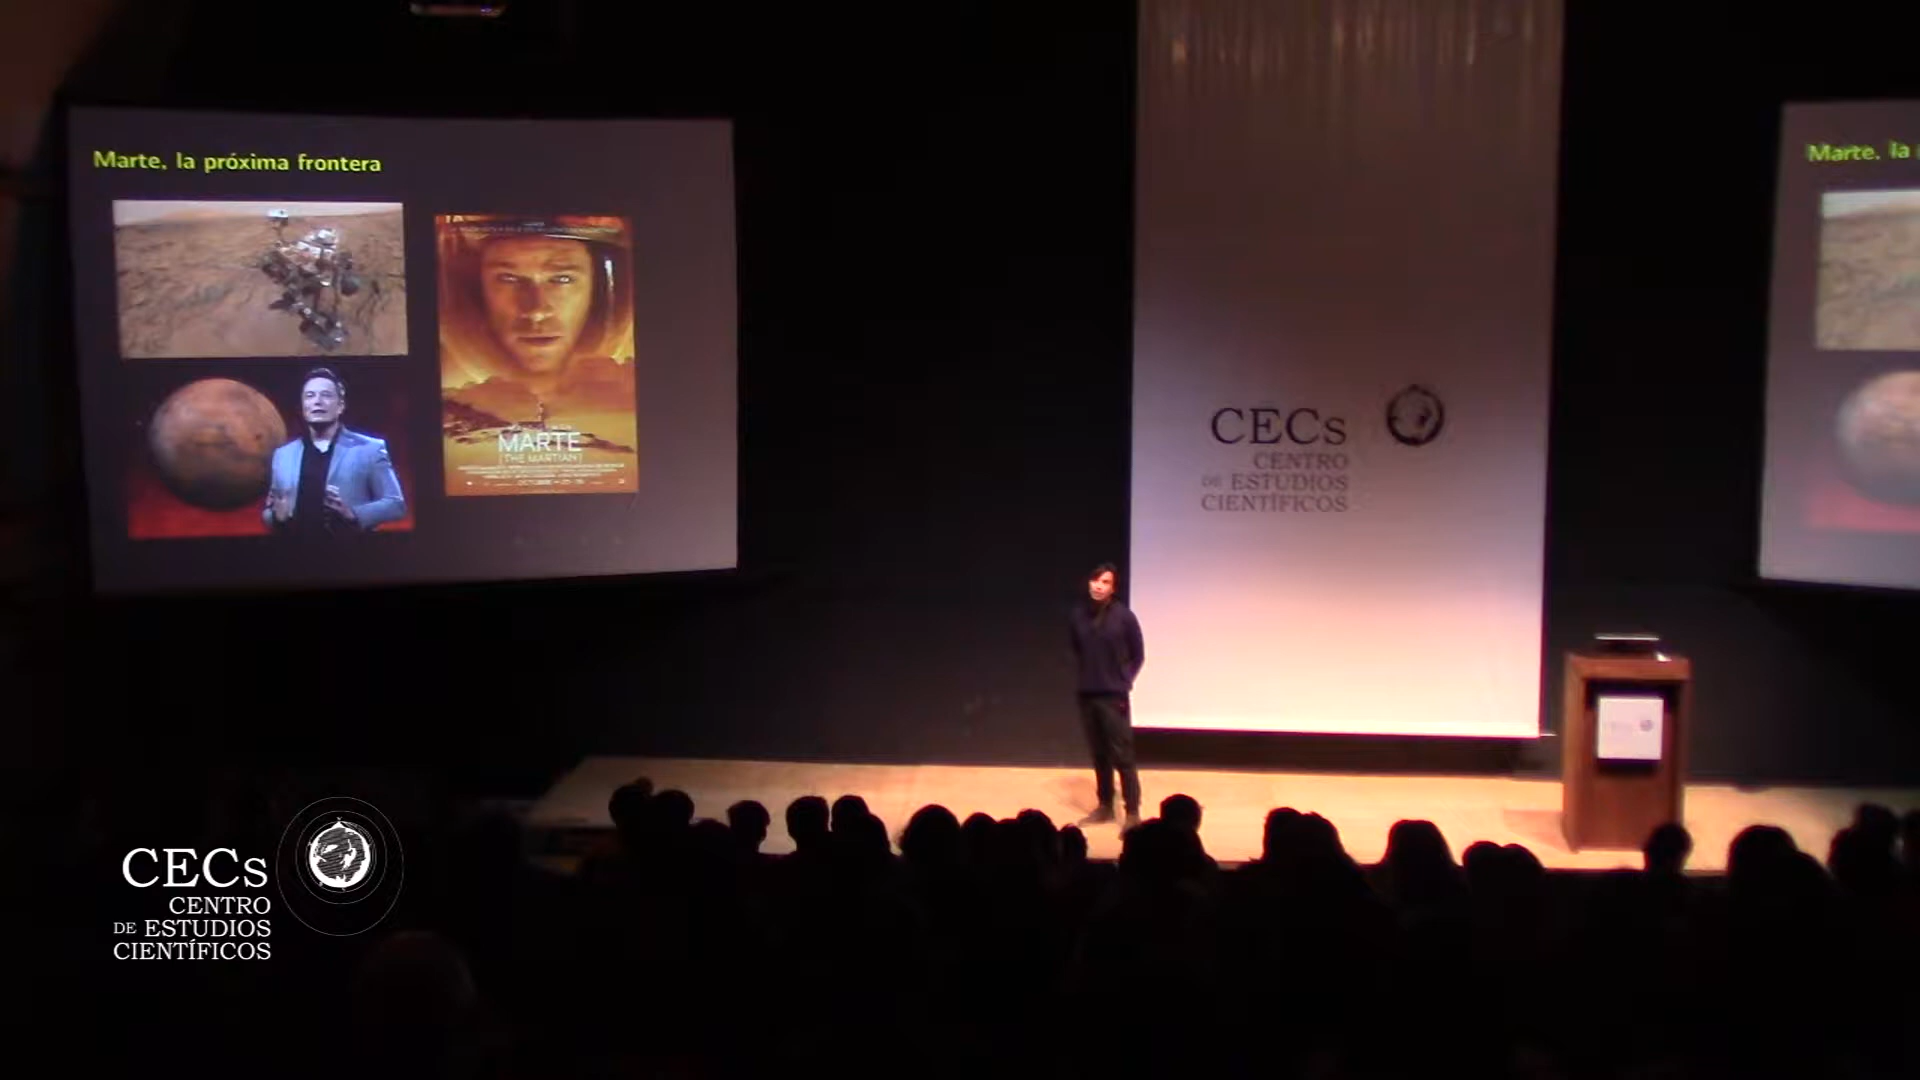 Marte, la próxima frontera
MARTE
[THE MARTIAN]
CECs
CENTRO
DE ESTUDIOS
CIENTÍFICOS
Marte, la
CECs
CENTRO
DE ESTUDIOS
CIENTÍFICOS